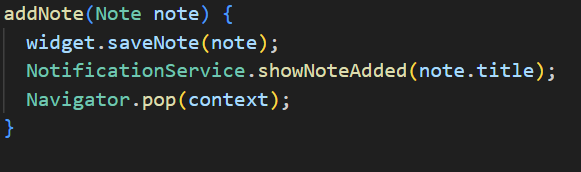 addNote(Note note) {
  widget.saveNote(note);
  NotificationService.showNoteAdded(note.title);
  Navigator.pop(context);
}